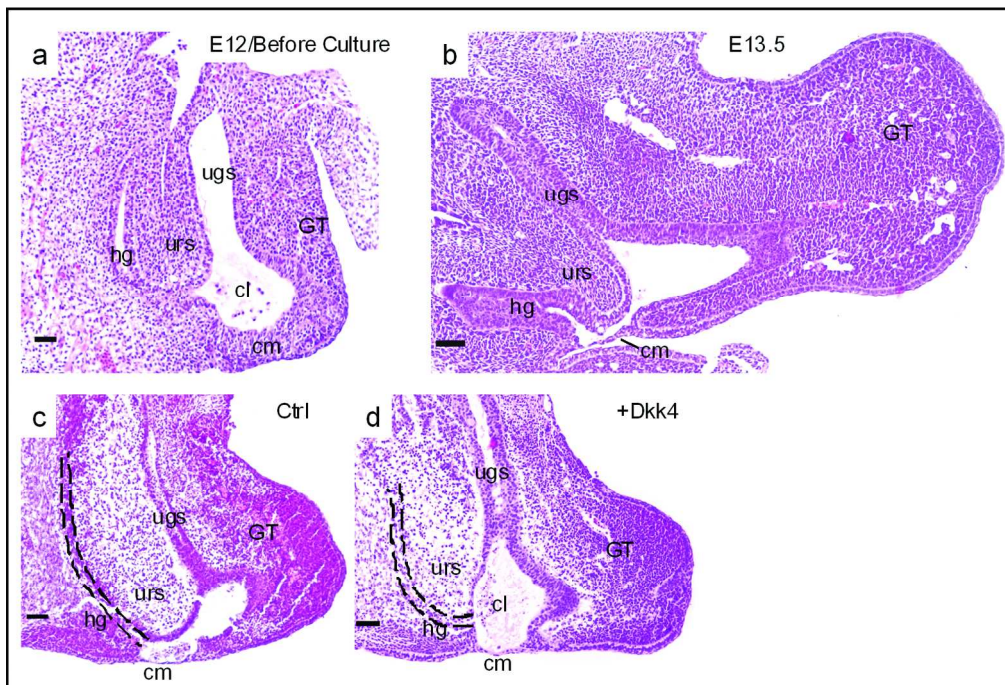 a
E12/Before Culture
ugs
GT
urs
hg
cl
cm
b
E13.5
GT
ugs
urs
hg
cm
c
Ctrl
ugs
GT
urs
hg
cm
d
+Dkk4
ugs
GT
urs
cl
hg
cm